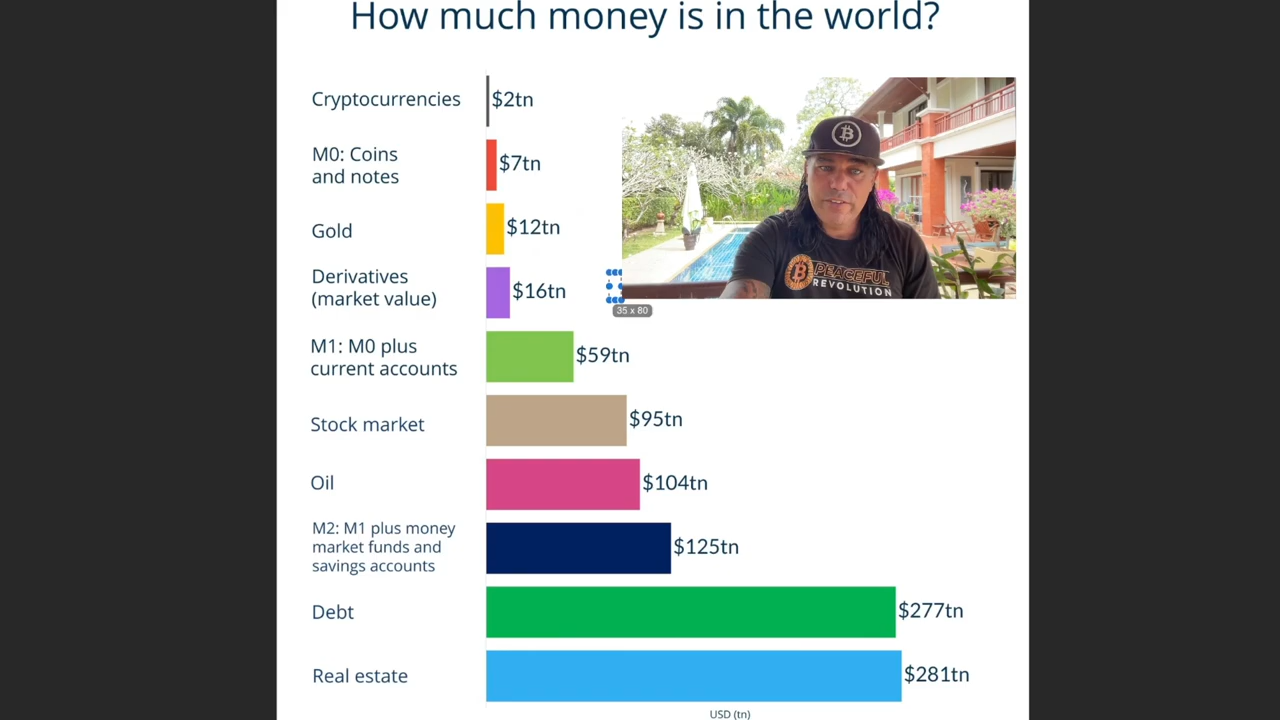 How much money is in the world?
Cryptocurrencies
$2tn
M0: Coins
and notes
$7tn
Gold
$12tn
Derivatives
(market value)
$16tn
35 x 80
PEACEFUL
REVOLUTION
M1: M0 plus
current accounts
$59tn
Stock market
$95tn
Oil
$104tn
M2: M1 plus money
market funds and
savings accounts
$125tn
Debt
$277tn
Real estate
$281tn
USD (tn)